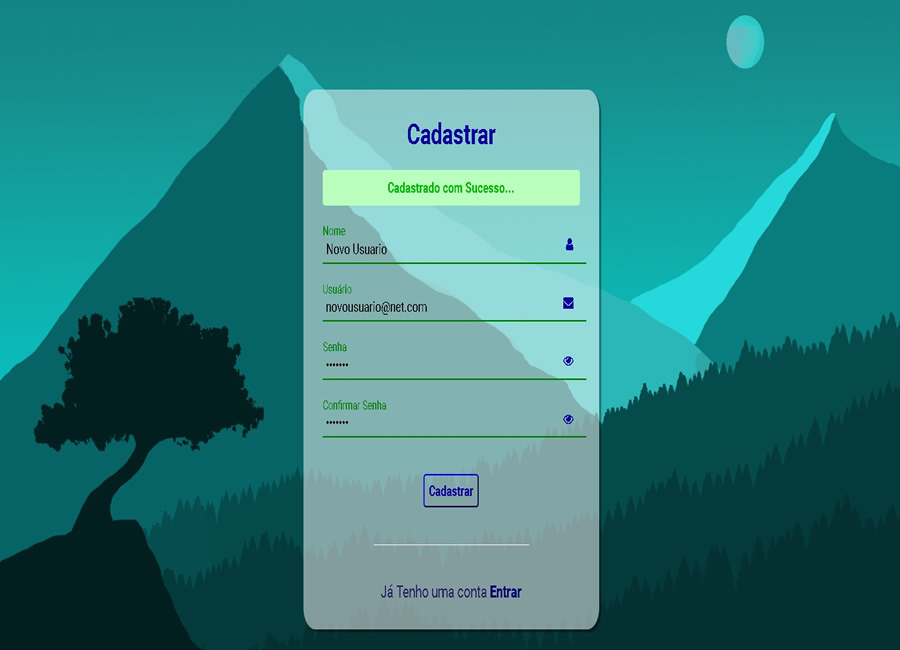 Cadastrar
Cadastrado com Sucesso...
Nome
Novo Usuario
Usuário
novousuario@net.com
Senha
•••••••
Confirmar Senha
•••••••
Cadastrar
Já Tenho uma conta Entrar